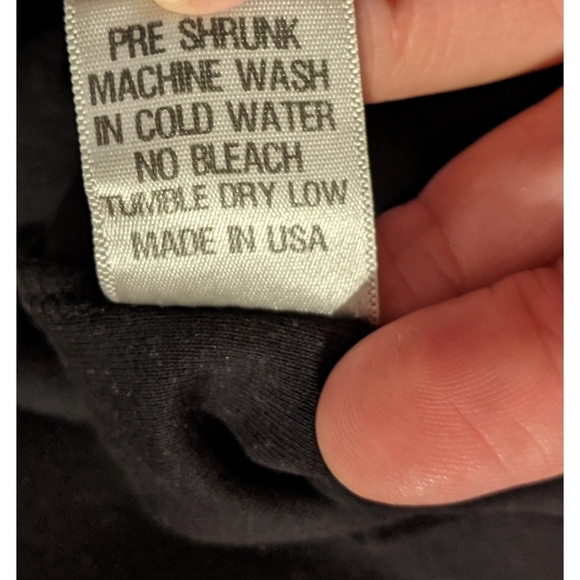 PRE SHRUNK
MACHINE WASH
IN COLD WATER
NO BLEACH
TUMBLE DRY LOW
MADE IN USA